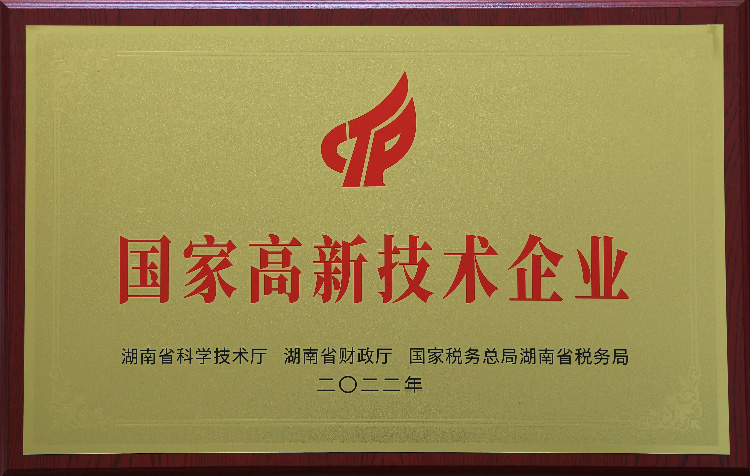 国家高新技术企业
湖南省科学技术厅 湖南省财政厅 国家税务总局湖南省税务局
二〇二二年